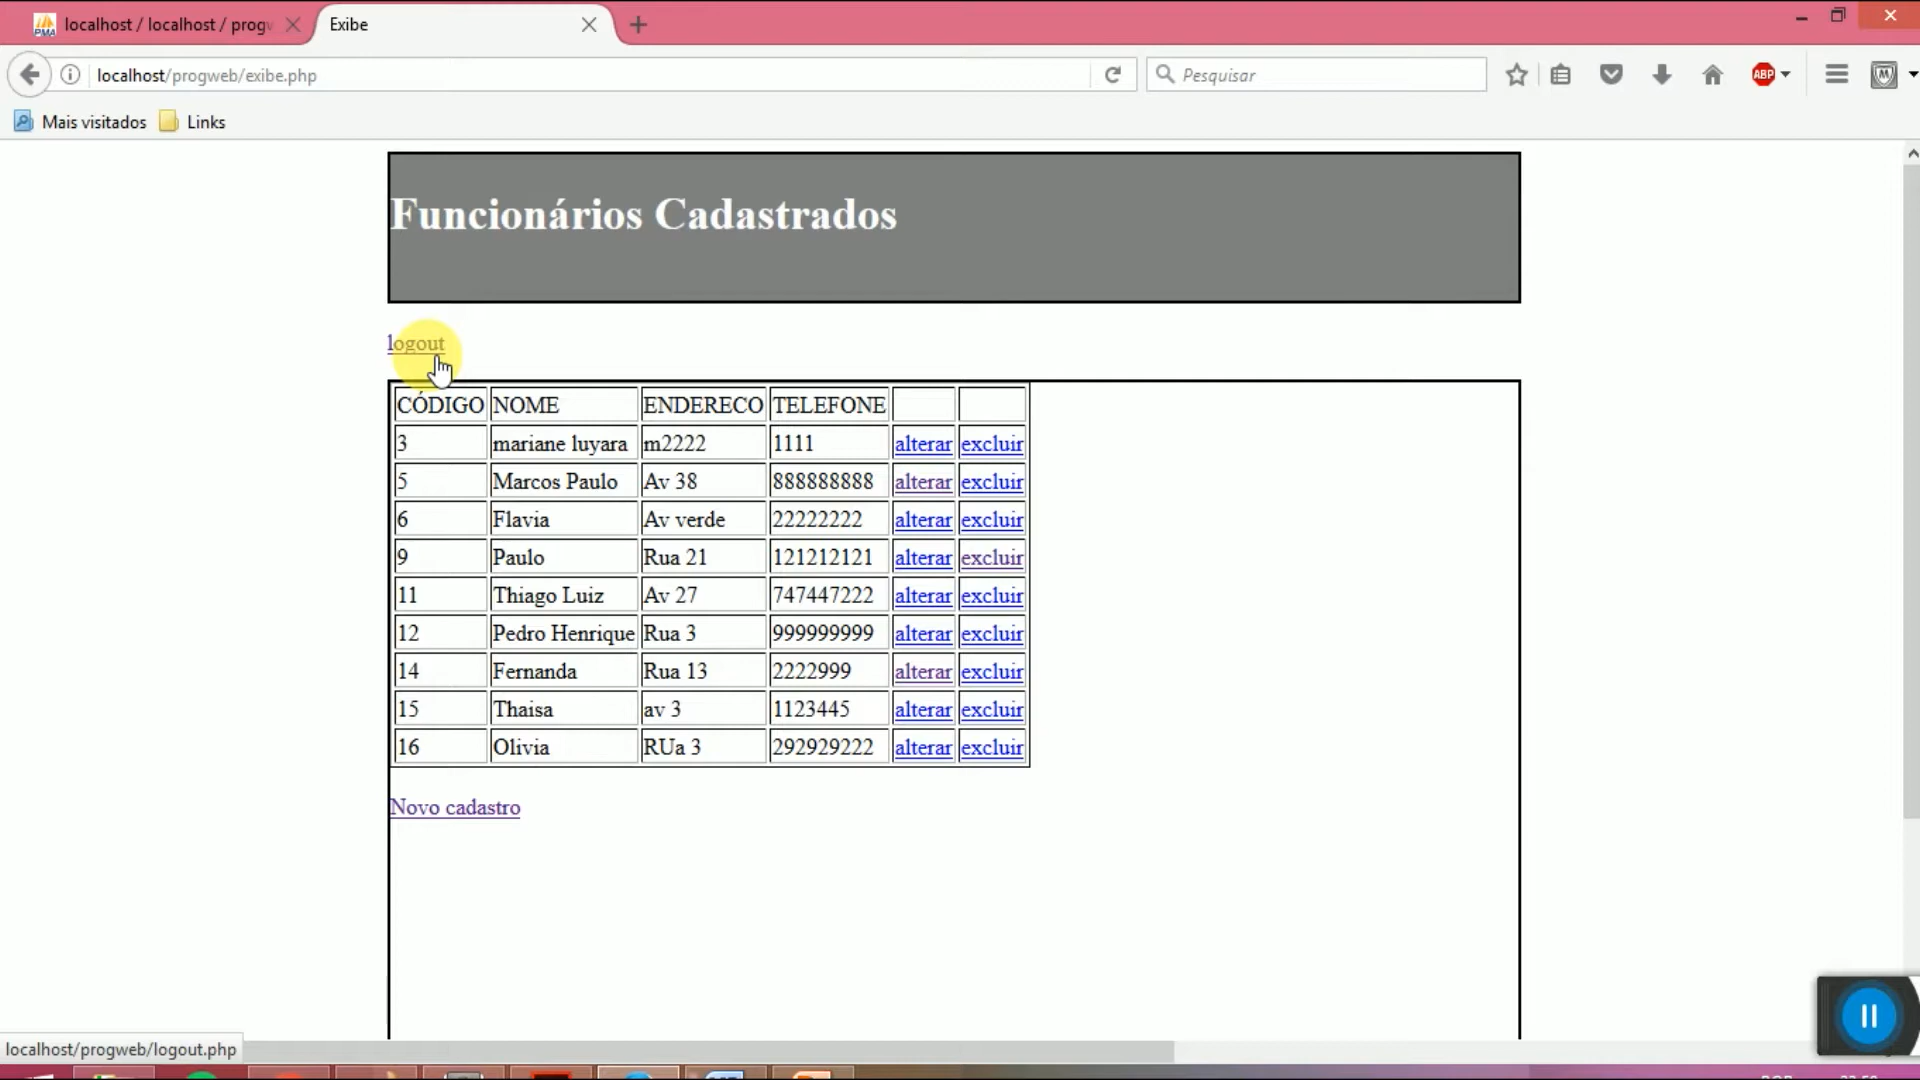 localhost / localhost / progw
Exibe
localhost/progweb/exibe.php
Pesquisar
ABP
Mais visitados
Links
Funcionários Cadastrados
logout
CÓDIGO NOME ENDERECO TELEFONE
3 mariane luyara m2222 1111 alterar excluir
5 Marcos Paulo Av 38 888888888 alterar excluir
6 Flavia Av verde 22222222 alterar excluir
9 Paulo Rua 21 121212121 alterar excluir
11 Thiago Luiz Av 27 747447222 alterar excluir
12 Pedro Henrique Rua 3 999999999 alterar excluir
14 Fernanda Rua 13 2222999 alterar excluir
15 Thaisa av 3 1123445 alterar excluir
16 Olivia RUa 3 292929222 alterar excluir
Novo cadastro
localhost/progweb/logout.php